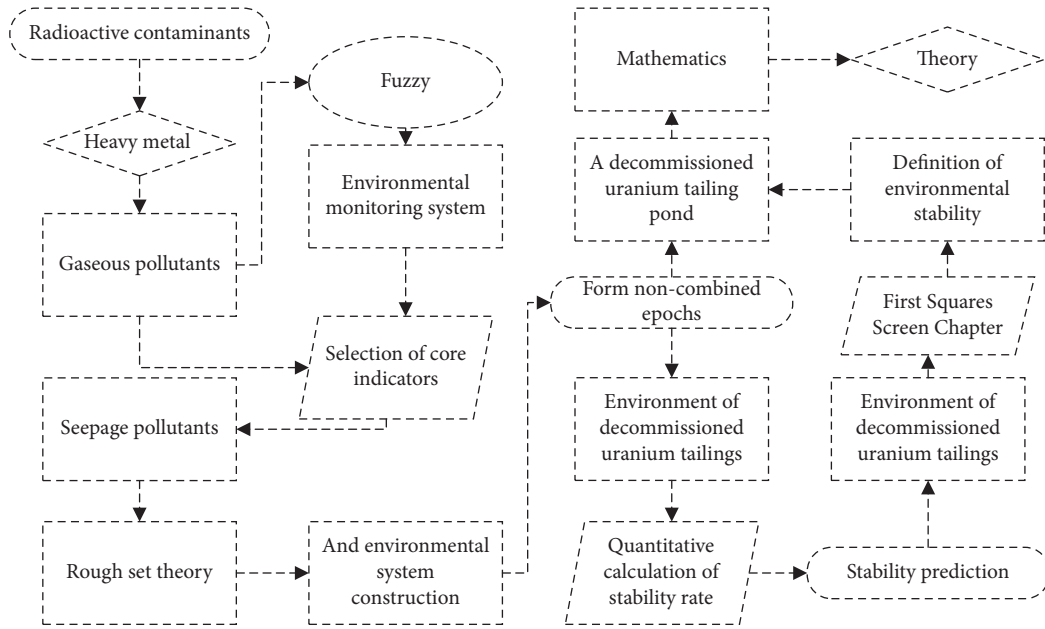 Radioactive contaminants
Heavy metal
Gaseous pollutants
Fuzzy
Environmental
monitoring system
Selection of core
indicators
Seepage pollutants
Rough set theory
And environmental
system
construction
Form non-combined
epochs
A decommissioned
uranium tailing
pond
Mathematics
Theory
Environment of
decommissioned
uranium tailings
Quantitative
calculation of
stability rate
Stability prediction
Environment of
decommissioned
uranium tailings
First Squares
Screen Chapter
Definition of
environmental
stability